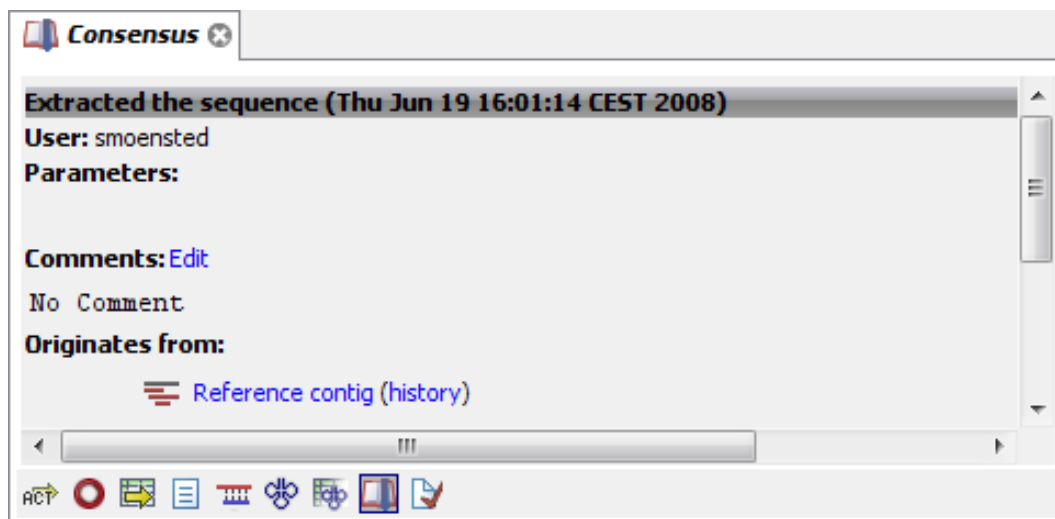 Consensus
Extracted the sequence (Thu Jun 19 16:01:14 CEST 2008)
User: smoensted
Parameters:
Comments: Edit
No Comment
Originates from:
Reference contig (history)
ACT